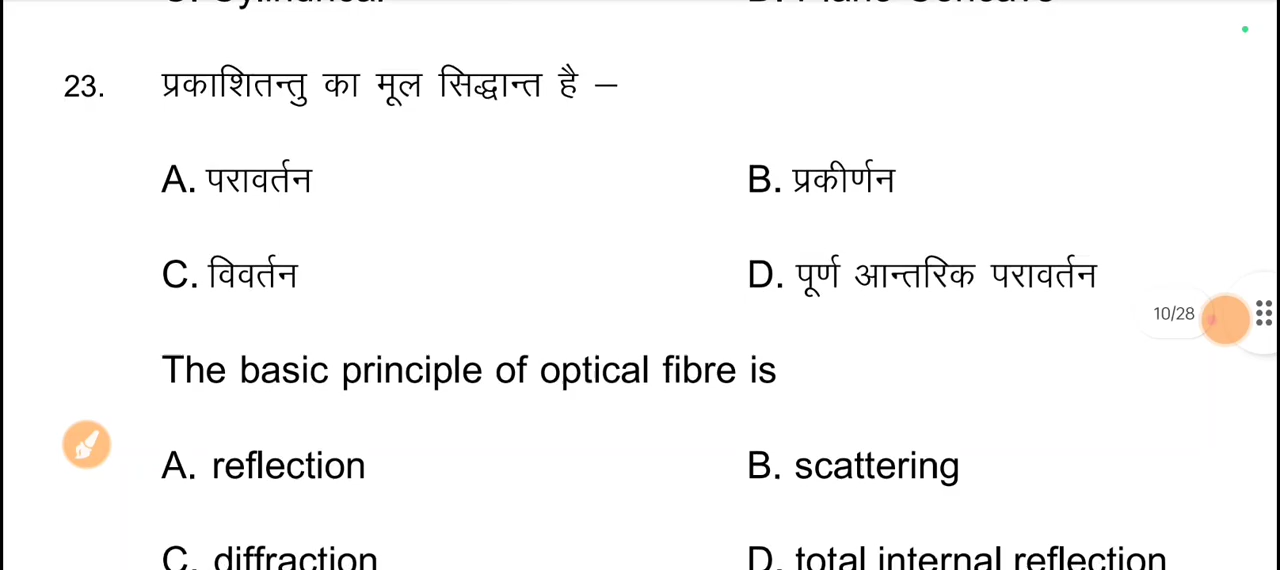 23. प्रकाशितन्तु का मूल सिद्धान्त है –
A. परावर्तन B. प्रकीर्णन
C. विवर्तन D. पूर्ण आन्तरिक परावर्तन
10/28
The basic principle of optical fibre is
A. reflection B. scattering
C. diffraction D. total internal reflection